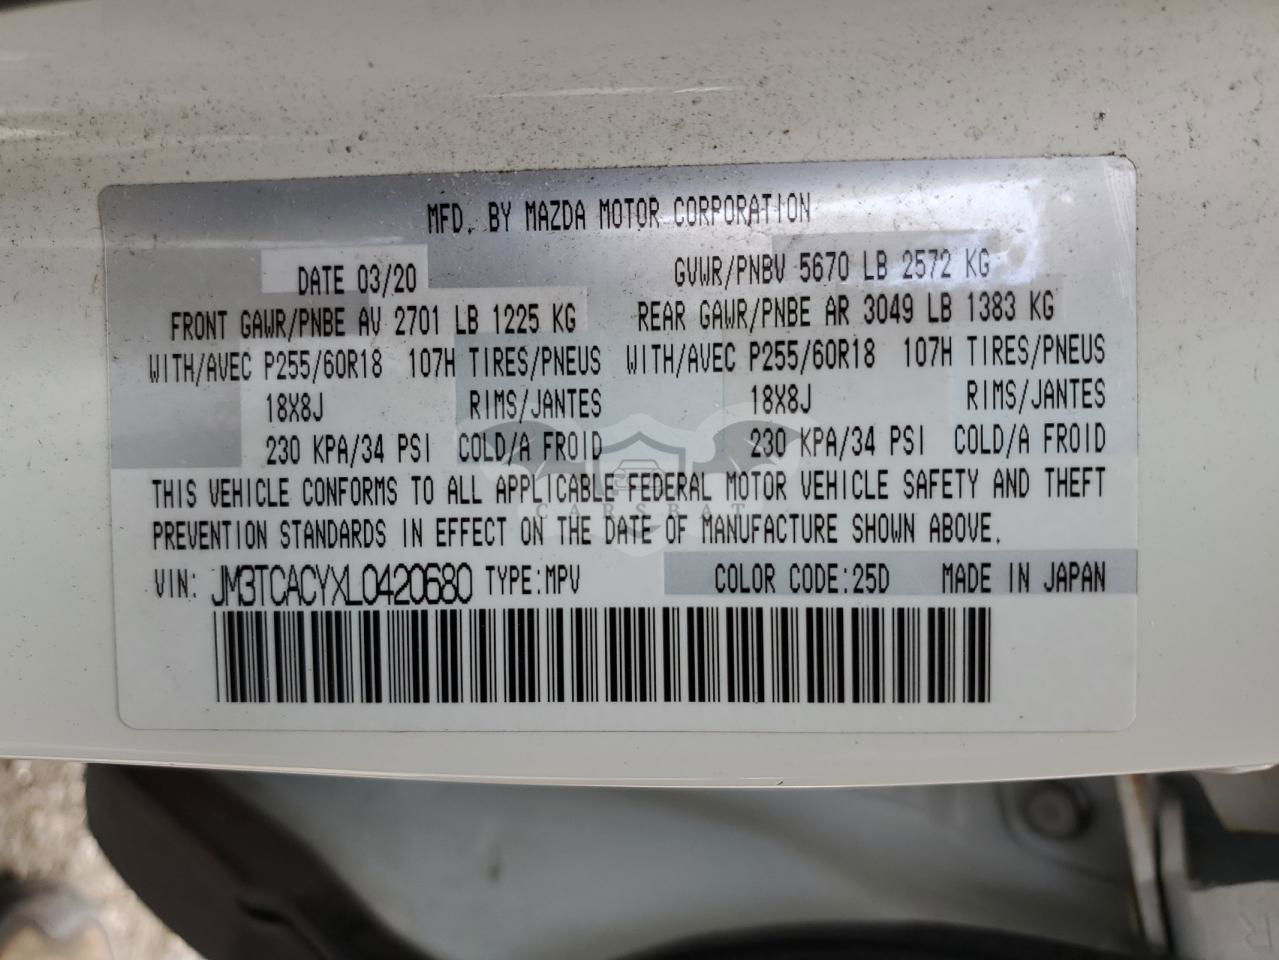 MFD. BY MAZDA MOTOR CORPORATION
DATE 03/20 GVWR/PNBV 5670 LB 2572 KG
FRONT GAWR/PNBE AV 2701 LB 1225 KG REAR GAWR/PNBE AR 3049 LB 1383 KG
WITH/AVEC P255/60R18 107H TIRES/PNEUS WITH/AVEC P255/60R18 107H TIRES/PNEUS
18X8J RIMS/JANTES 18X8J RIMS/JANTES
230 KPA/34 PSI COLD/A FROID 230 KPA/34 PSI COLD/A FROID
THIS VEHICLE CONFORMS TO ALL APPLICABLE FEDERAL MOTOR VEHICLE SAFETY AND THEFT
CARSBAT
PREVENTION STANDARDS IN EFFECT ON THE DATE OF MANUFACTURE SHOWN ABOVE.
VIN: JM3TCACYXL0420680 TYPE:MPV COLOR CODE:25D MADE IN JAPAN